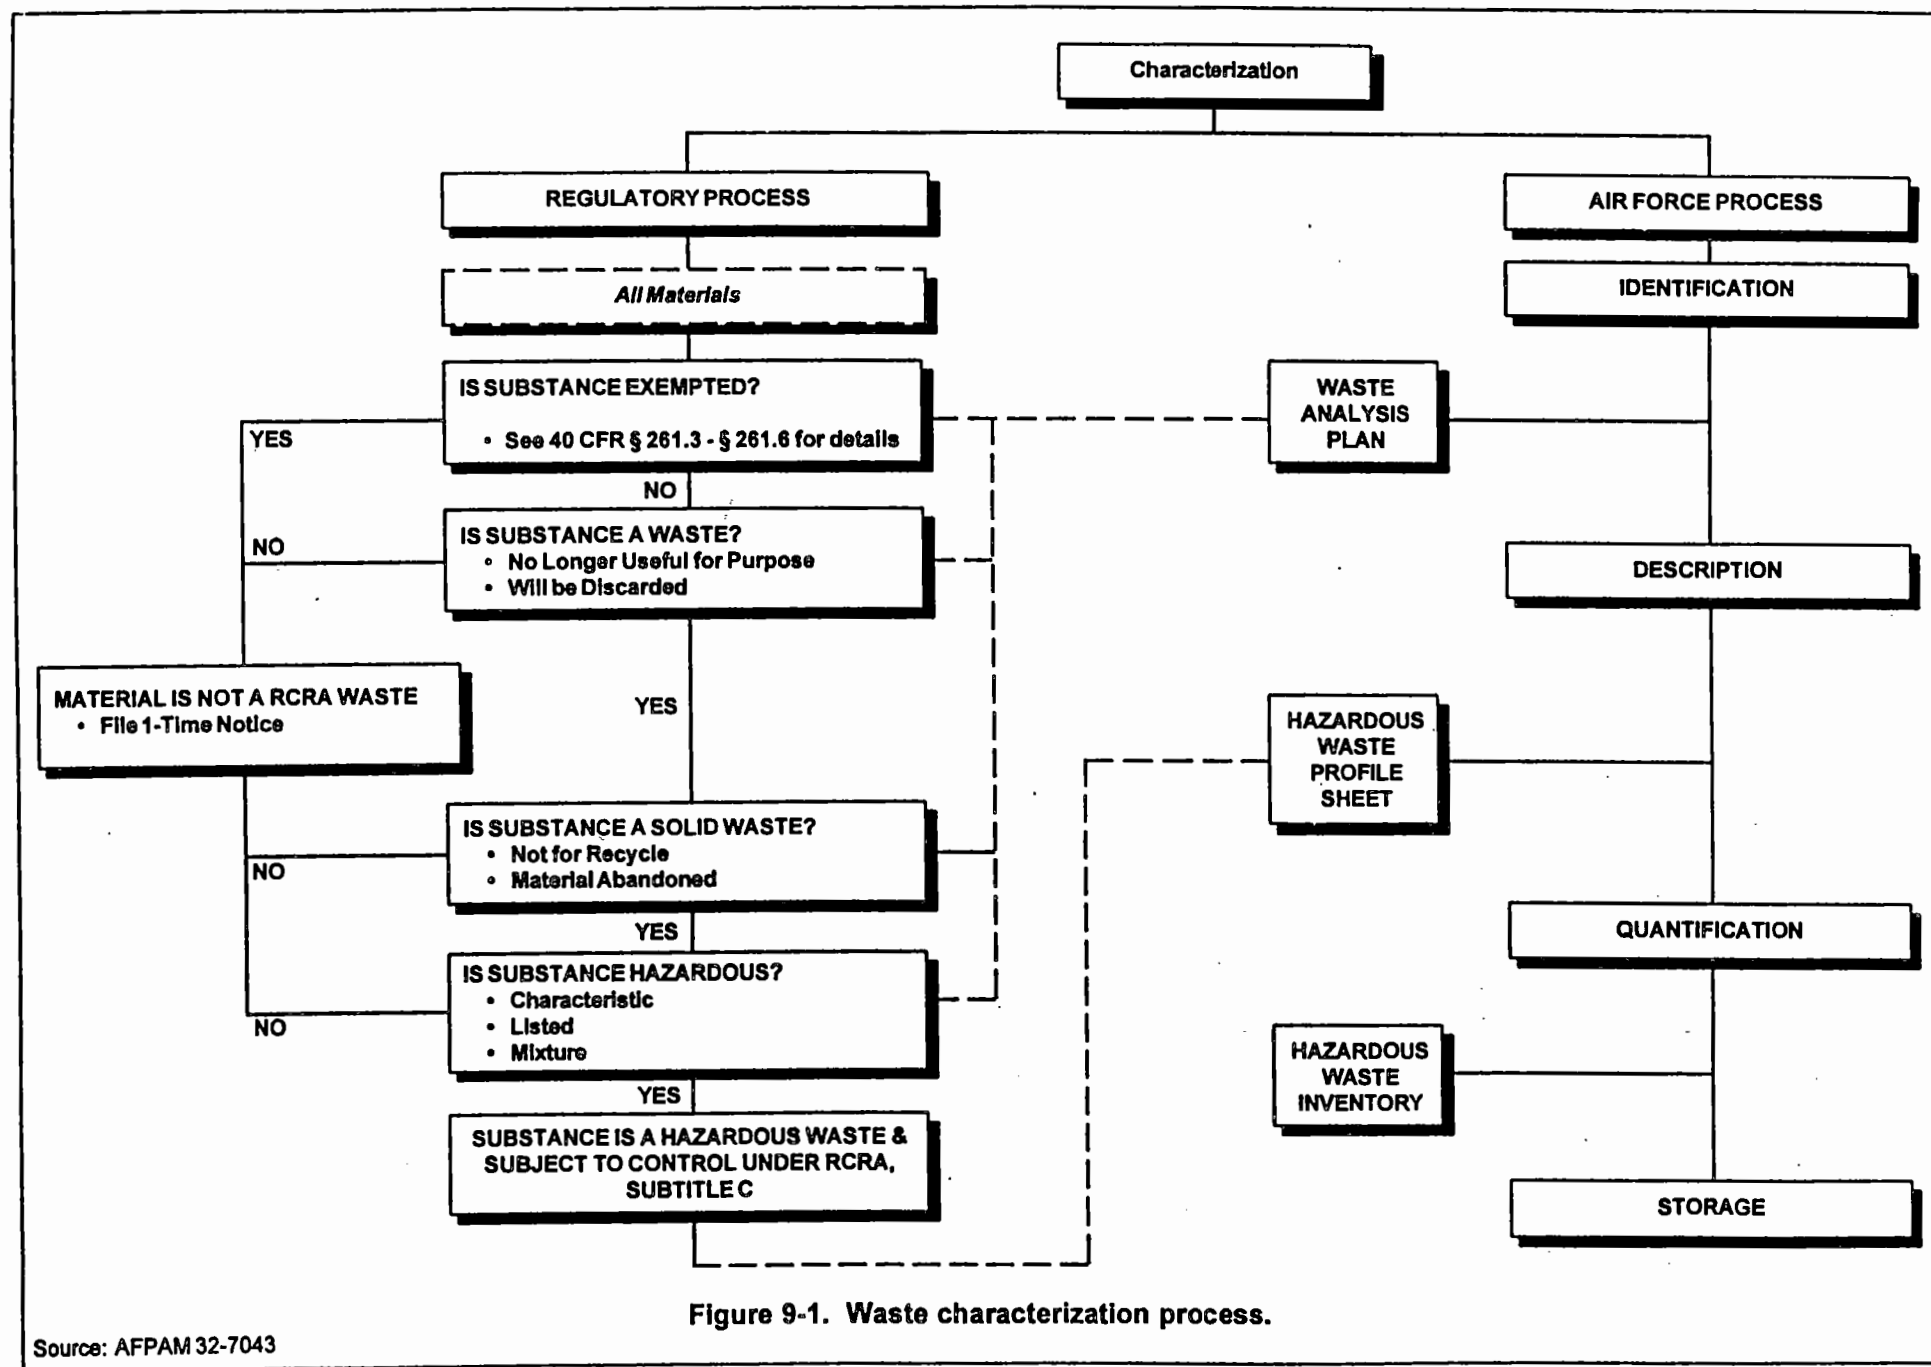 Characterization
REGULATORY PROCESS
All Materials
IS SUBSTANCE EXEMPTED?
• See 40 CFR § 261.3 - § 261.6 for details
YES
NO
IS SUBSTANCE A WASTE?
• No Longer Useful for Purpose
• Will be Discarded
NO
YES
MATERIAL IS NOT A RCRA WASTE
• File 1-Time Notice
IS SUBSTANCE A SOLID WASTE?
• Not for Recycle
• Material Abandoned
NO
YES
IS SUBSTANCE HAZARDOUS?
• Characteristic
• Listed
• Mixture
NO
YES
SUBSTANCE IS A HAZARDOUS WASTE &
SUBJECT TO CONTROL UNDER RCRA,
SUBTITLE C
AIR FORCE PROCESS
IDENTIFICATION
WASTE
ANALYSIS
PLAN
DESCRIPTION
HAZARDOUS
WASTE
PROFILE
SHEET
QUANTIFICATION
HAZARDOUS
WASTE
INVENTORY
STORAGE
Figure 9-1. Waste characterization process.
Source: AFPAM 32-7043